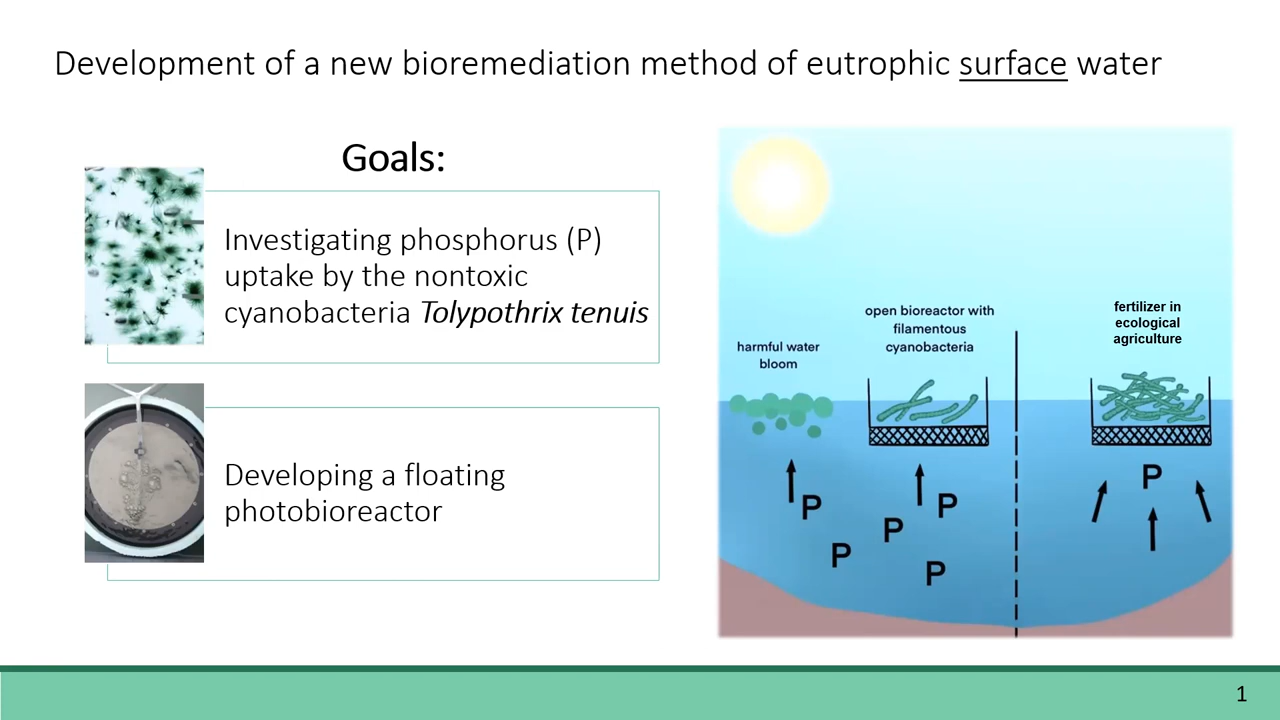 Development of a new bioremediation method of eutrophic surface water
Goals:
Investigating phosphorus (P)
uptake by the nontoxic
cyanobacteria Tolypothrix tenuis
Developing a floating
photobioreactor
harmful water
bloom
open bioreactor with
filamentous
cyanobacteria
fertilizer in
ecological
agriculture
P
P
P
P
P
P
1